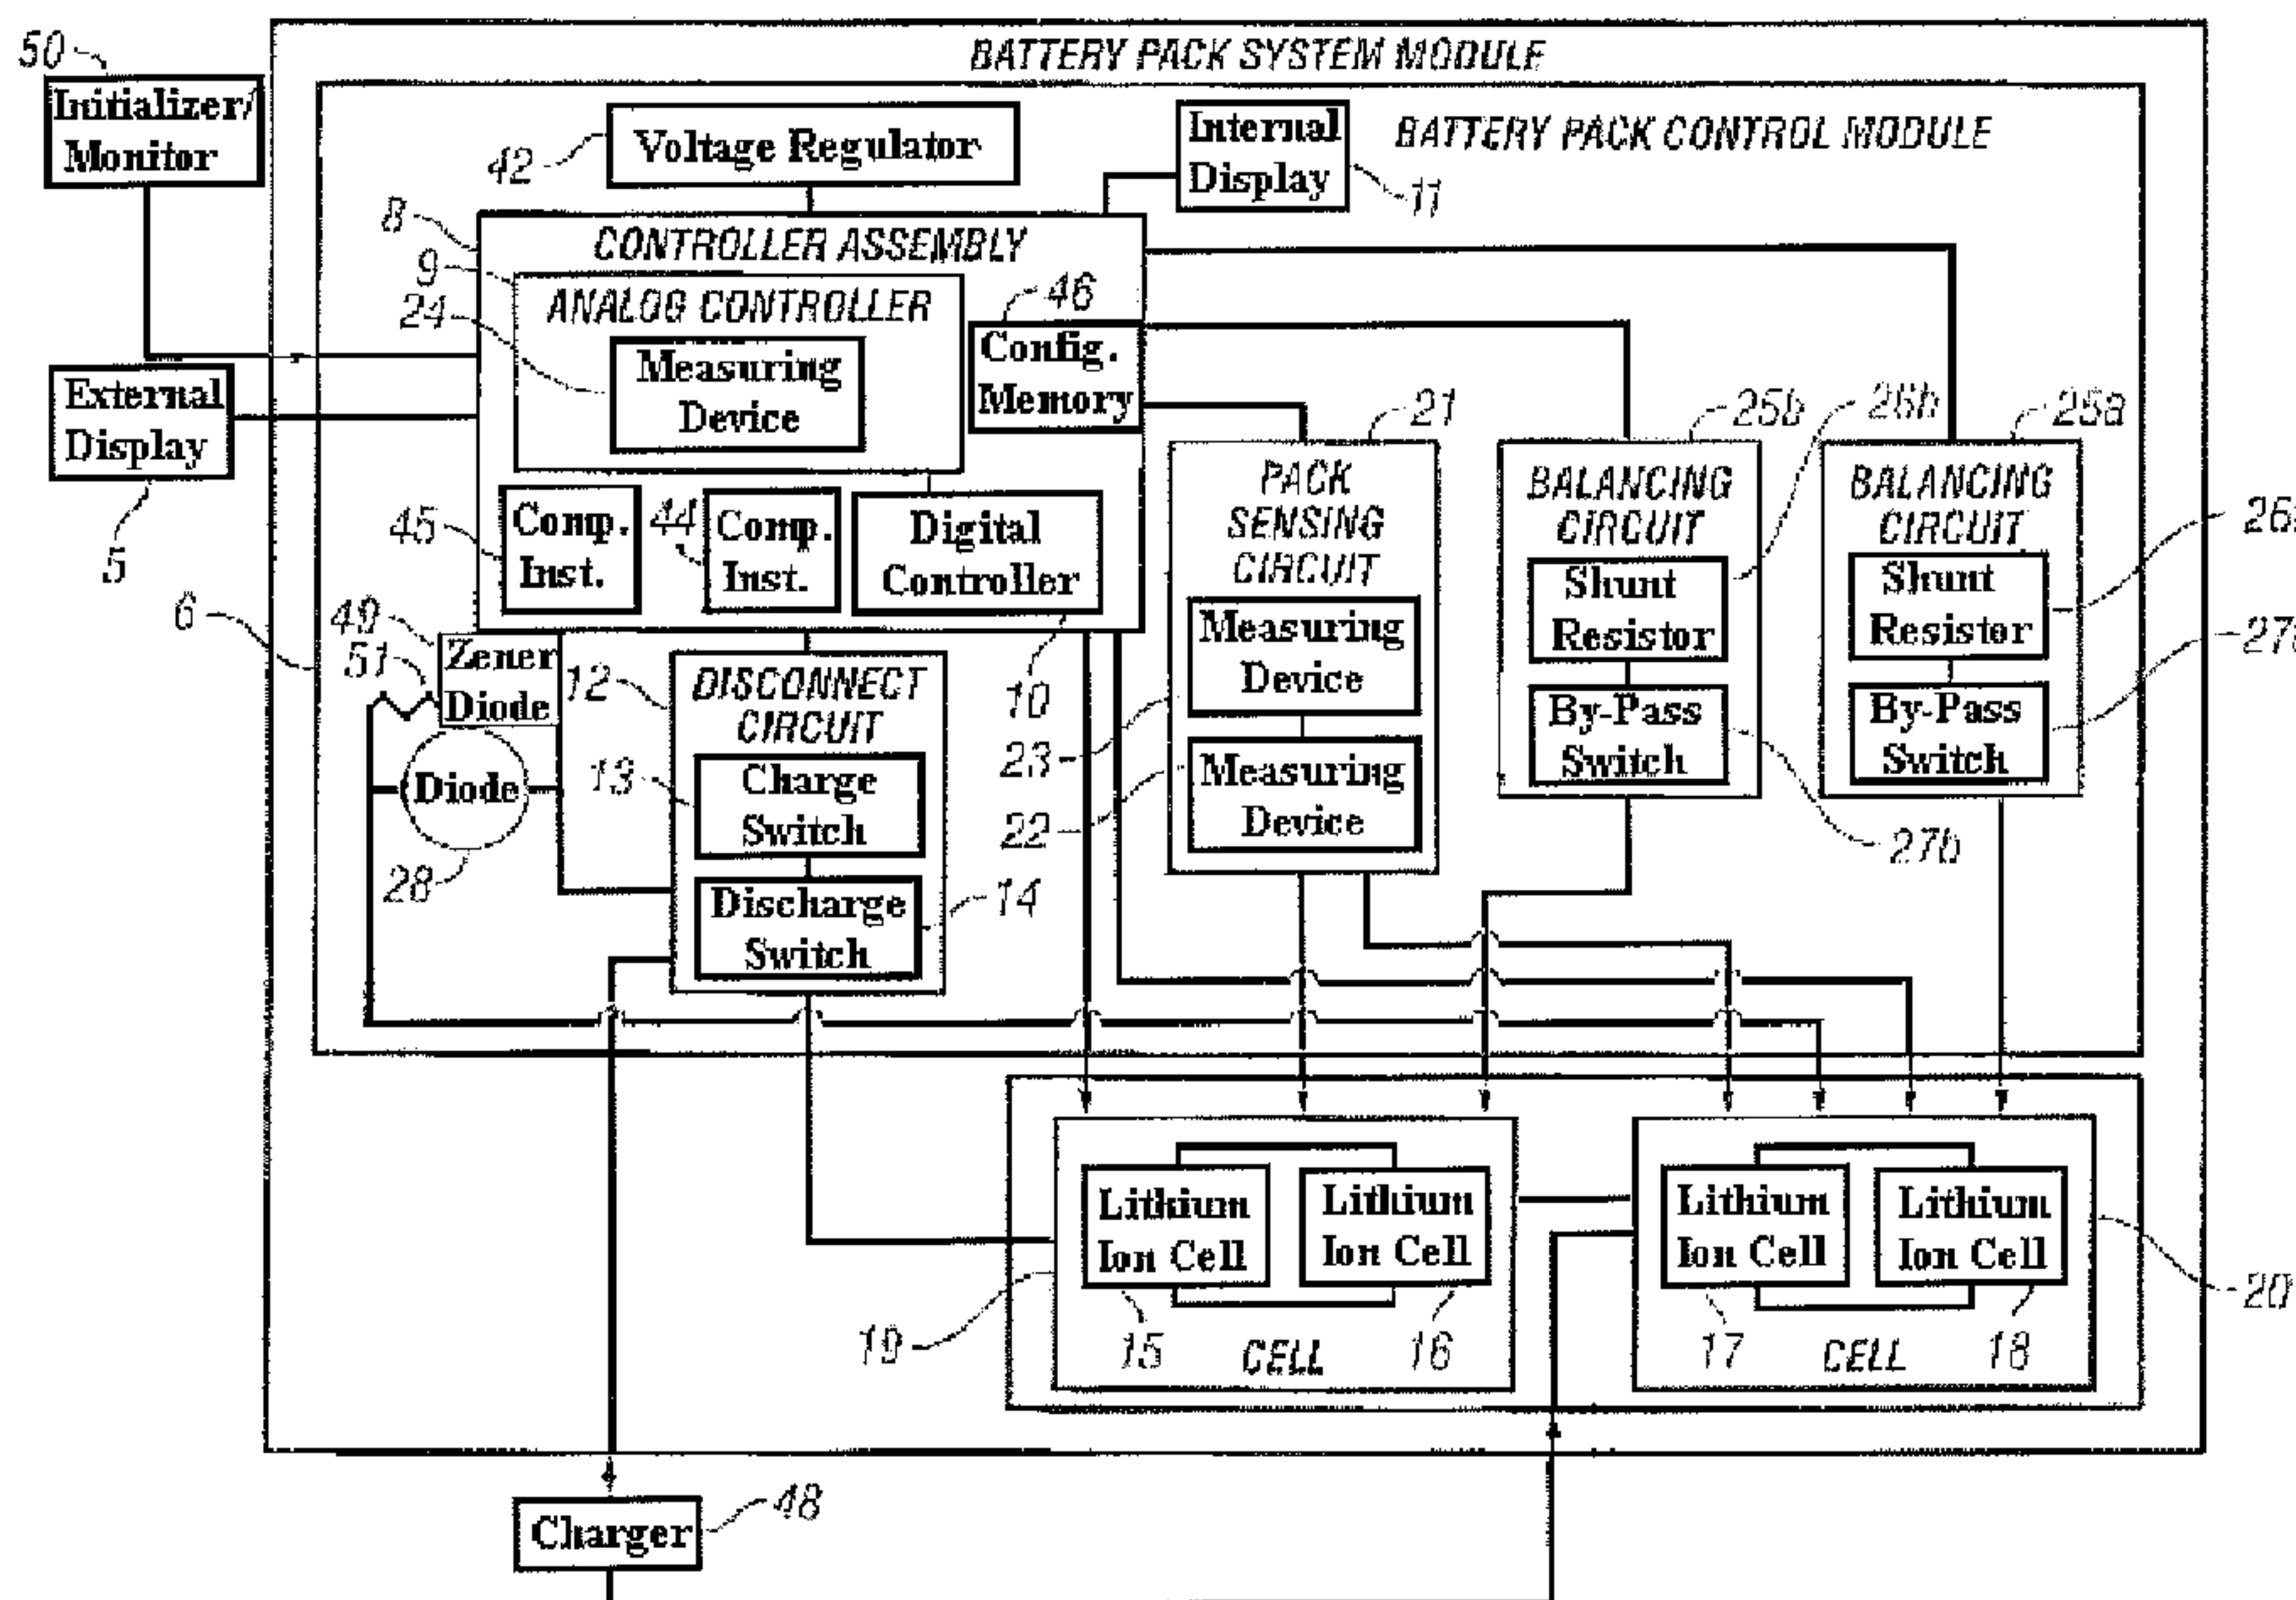 BATTERY PACK SYSTEM MODULE
50
Initializer/
Monitor
42
Voltage Regulator
Internal
Display
11
BATTERY PACK CONTROL MODULE
8
CONTROLLER ASSEMBLY
9
ANALOG CONTROLLER
24
Measuring
Device
46
Config.
Memory
External
Display
5
21
25b
26b
25a
PACK
SENSING
CIRCUIT
BALANCING
CIRCUIT
BALANCING
CIRCUIT
45
Comp.
Inst.
44
Comp.
Inst.
Digital
Controller
10
Shunt
Resistor
Shunt
Resistor
6
49
51
Zener
Diode
12
DISCONNECT
CIRCUIT
Measuring
Device
23
By-Pass
Switch
By-Pass
Switch
Diode
28
13
Charge
Switch
22
Measuring
Device
27b
Discharge
Switch
14
Lithium
Ion Cell
Lithium
Ion Cell
Lithium
Ion Cell
Lithium
Ion Cell
20
19
15
CELL
16
17
CELL
18
Charger
48